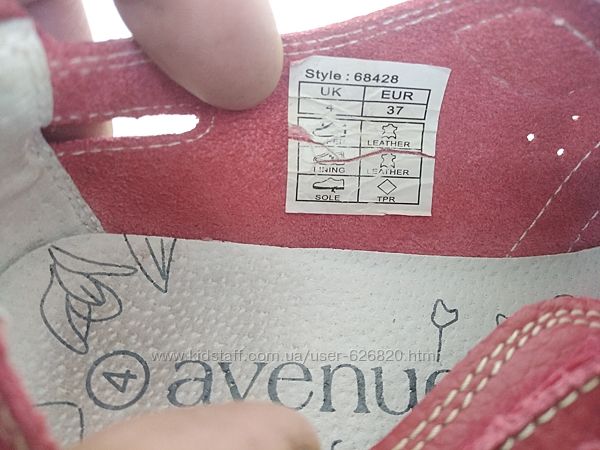 Style : 68428
UK EUR
4 37
LEATHER
LINING LEATHER
SOLE TPR
www.kidstaff.com.ua/user-626820.html
4 avenue